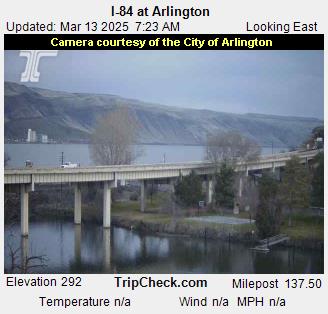 I-84 at Arlington
Updated: Mar 13 2025 7:23 AM Looking East
Camera courtesy of the City of Arlington
Elevation 292 TripCheck.com Milepost 137.50
Temperature n/a Wind n/a MPH n/a